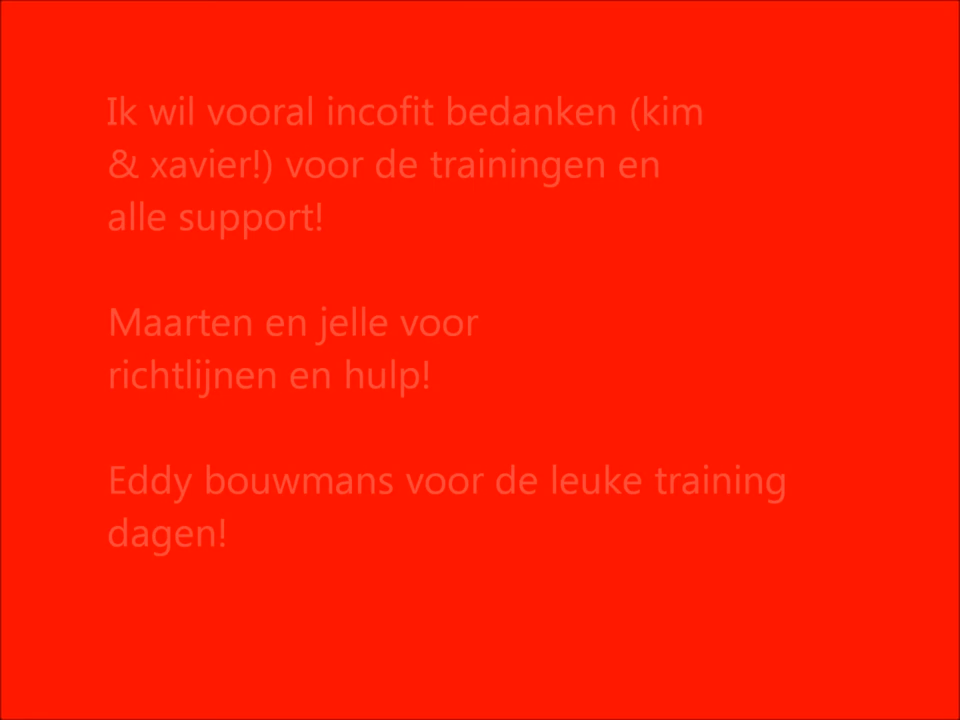 Ik wil vooral incofit bedanken (kim
& xavier!) voor de trainingen en
alle support!
Maarten en jelle voor
richtlijnen en hulp!
Eddy bouwmans voor de leuke training
dagen!